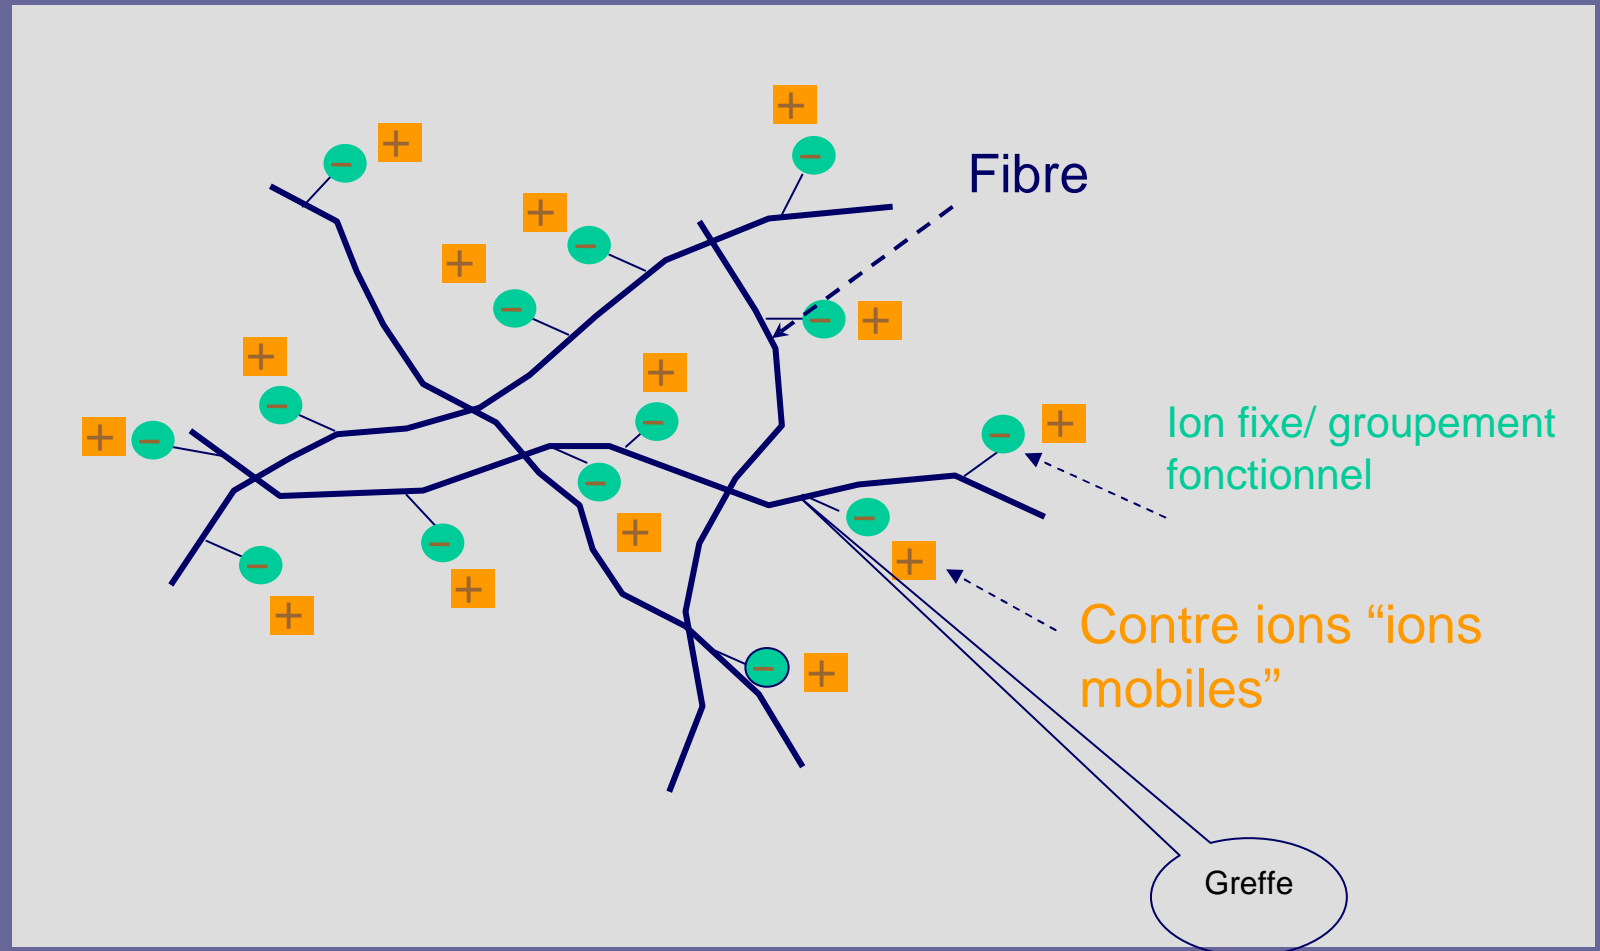 Fibre
Ion fixe/ groupement
fonctionnel
Contre ions “ions
mobiles”
Greffe